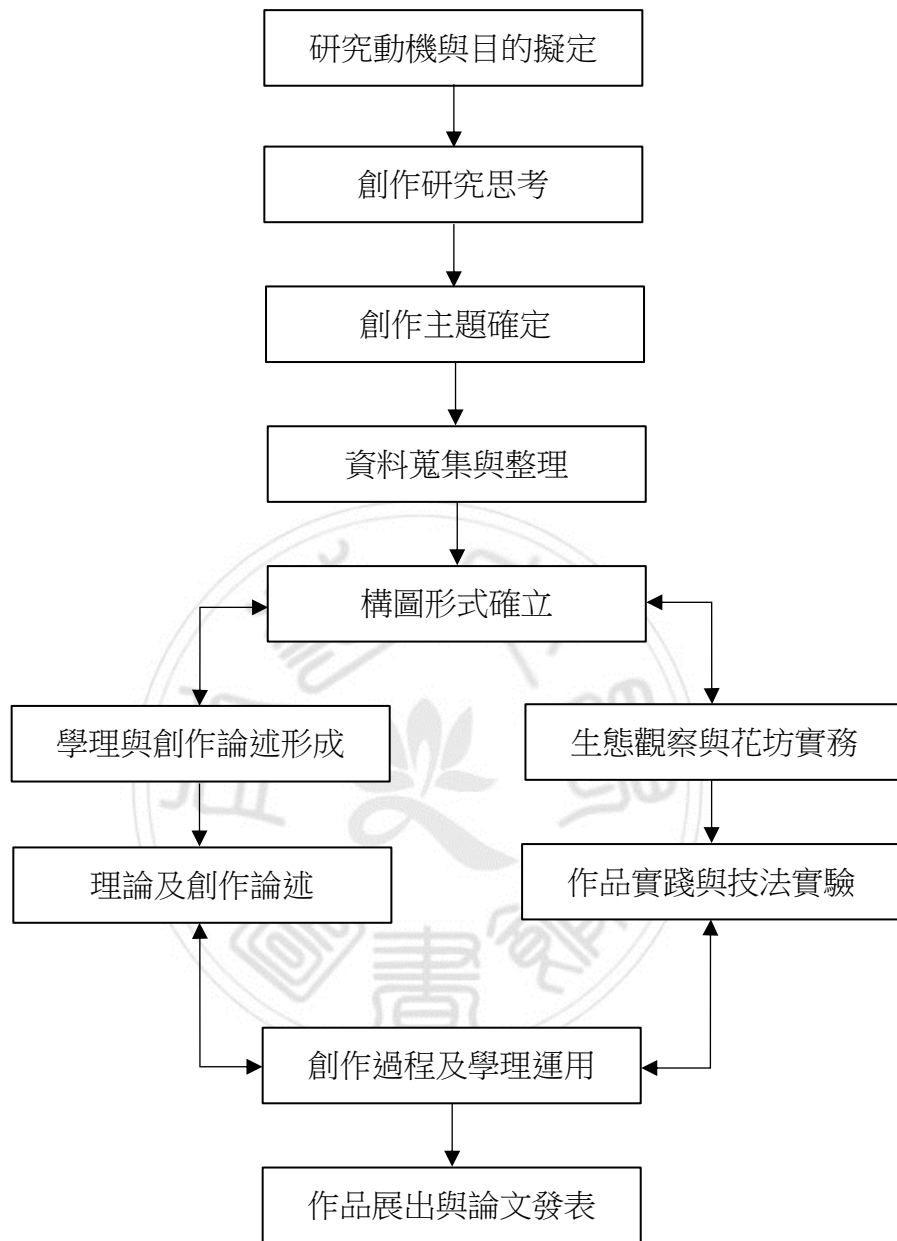 研究動機與目的擬定
創作研究思考
創作主題確定
資料蒐集與整理
構圖形式確立
學理與創作論述形成
生態觀察與花坊實務
理論及創作論述
作品實踐與技法實驗
創作過程及學理運用
作品展出與論文發表